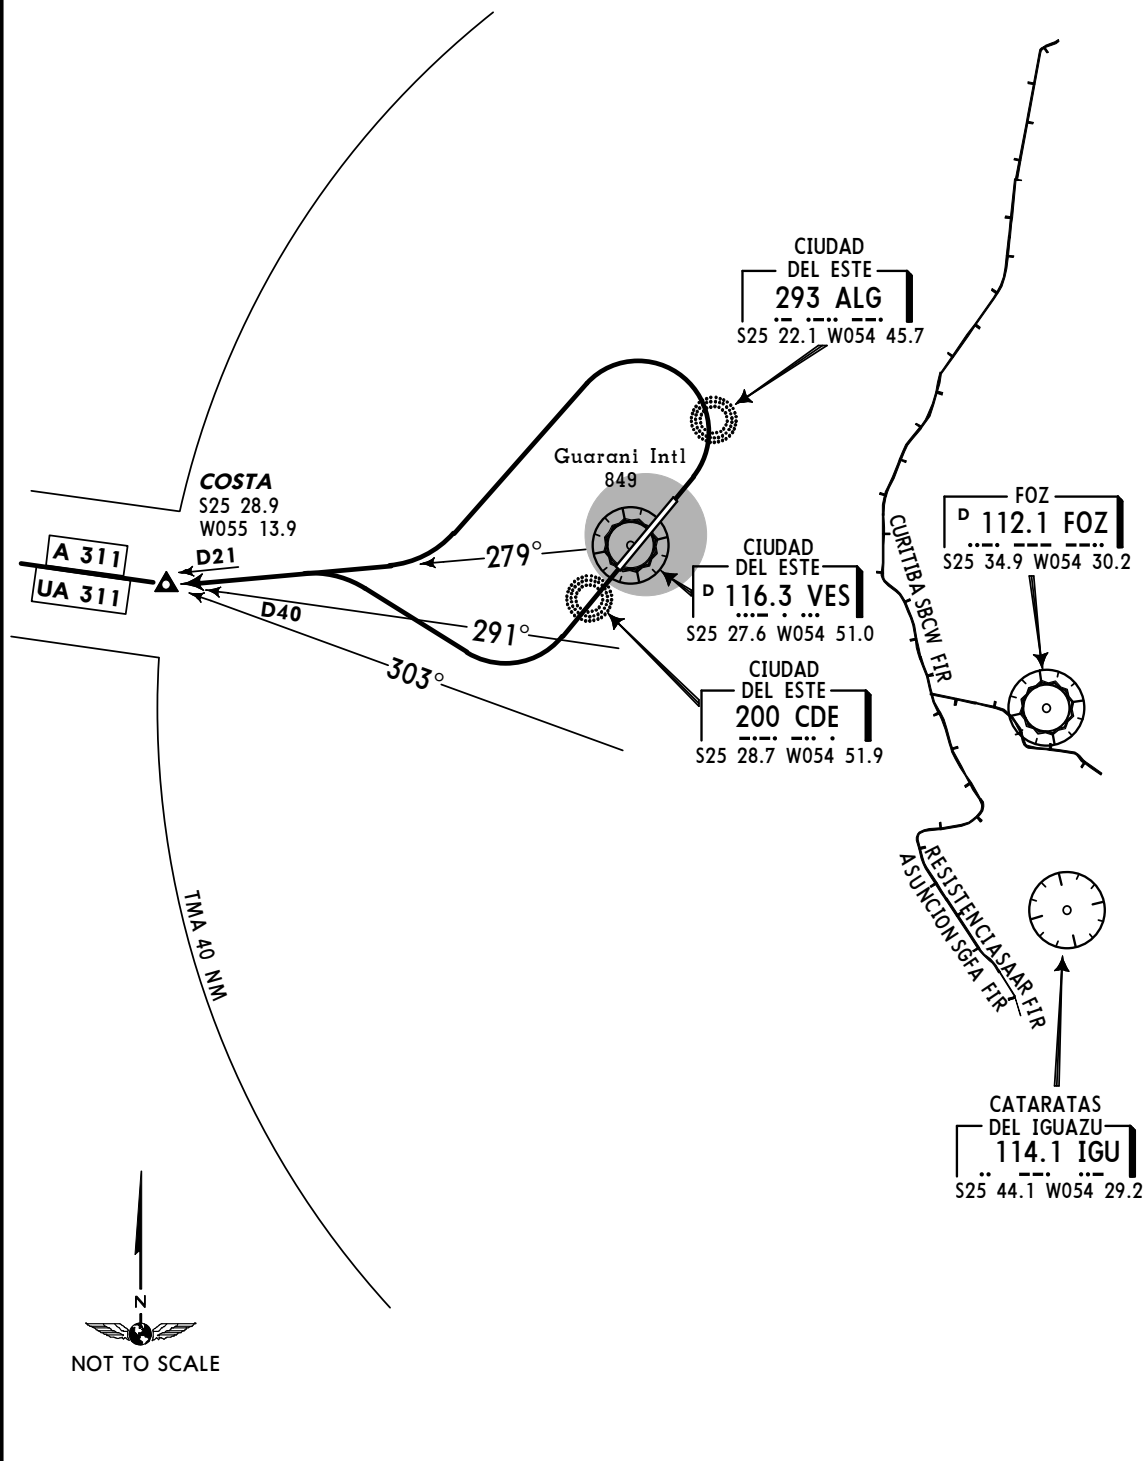 CIUDAD
DEL ESTE
293 ALG
S25 22.1 W054 45.7
Guarani Intl
849
COSTA
S25 28.9
W055 13.9
A 311
UA 311
D21
D40
279°
291°
303°
CIUDAD
DEL ESTE
D 116.3 VES
S25 27.6 W054 51.0
CIUDAD
DEL ESTE
200 CDE
S25 28.7 W054 51.9
FOZ
D 112.1 FOZ
S25 34.9 W054 30.2
CURITIBA SBCW FIR
RESISTENCIA SAAR FIR
ASUNCION SGFA FIR
TMA 40 NM
CATARATAS
DEL IGUAZU
114.1 IGU
S25 44.1 W054 29.2
N
NOT TO SCALE